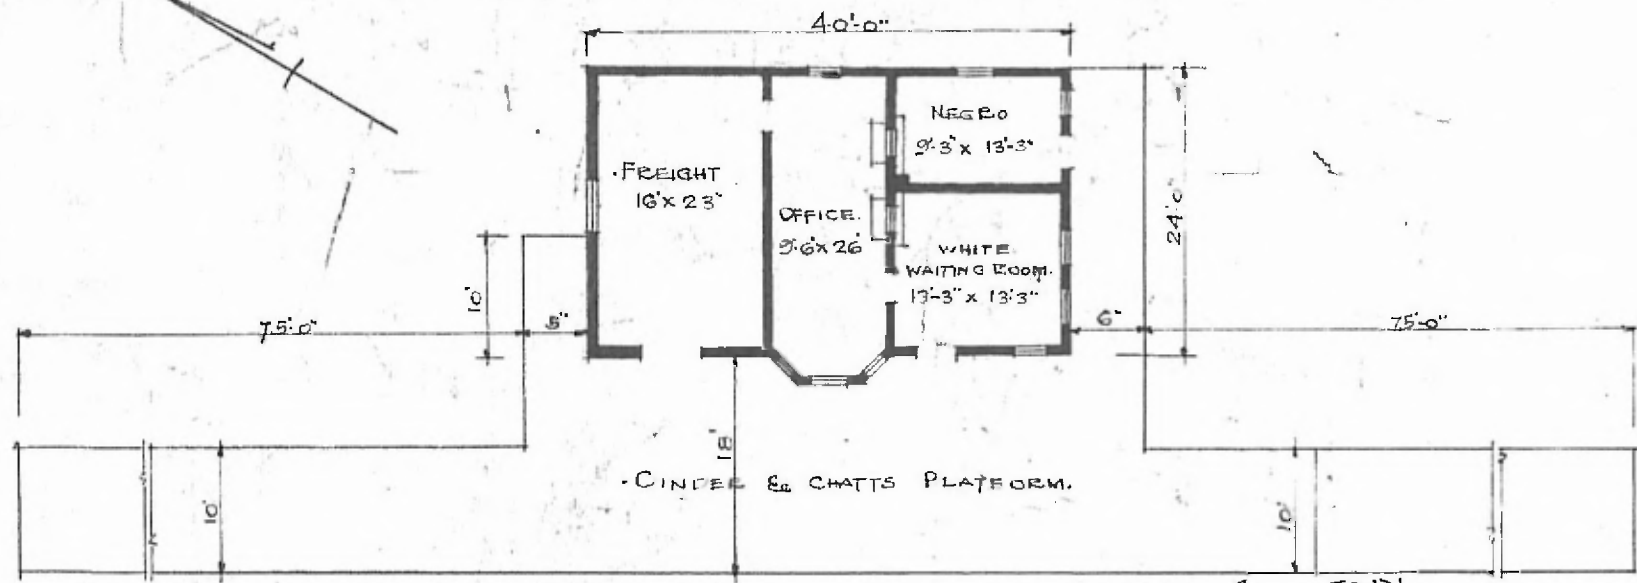 40'-0"
NEGRO
9'-3" x 13'-3"
FREIGHT
16' x 23'
OFFICE.
9'-6" x 26'
WHITE
WAITING ROOM.
13'-3" x 13'3"
24'-0"
10'
75'-0"
5'
6'
75'-0"
18'
CINDER & CHATTS PLATFORM.
10'
10'